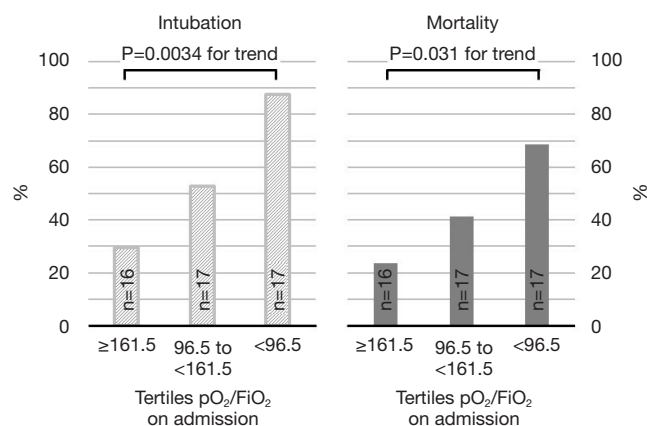 Intubation
P=0.0034 for trend
100
80
60
40
20
0
%
n=16
n=17
n=17
≥161.5
96.5 to
<161.5
<96.5
Tertiles pO₂/FiO₂
on admission
Mortality
P=0.031 for trend
100
80
60
40
20
0
%
n=16
n=17
n=17
≥161.5
96.5 to
<161.5
<96.5
Tertiles pO₂/FiO₂
on admission